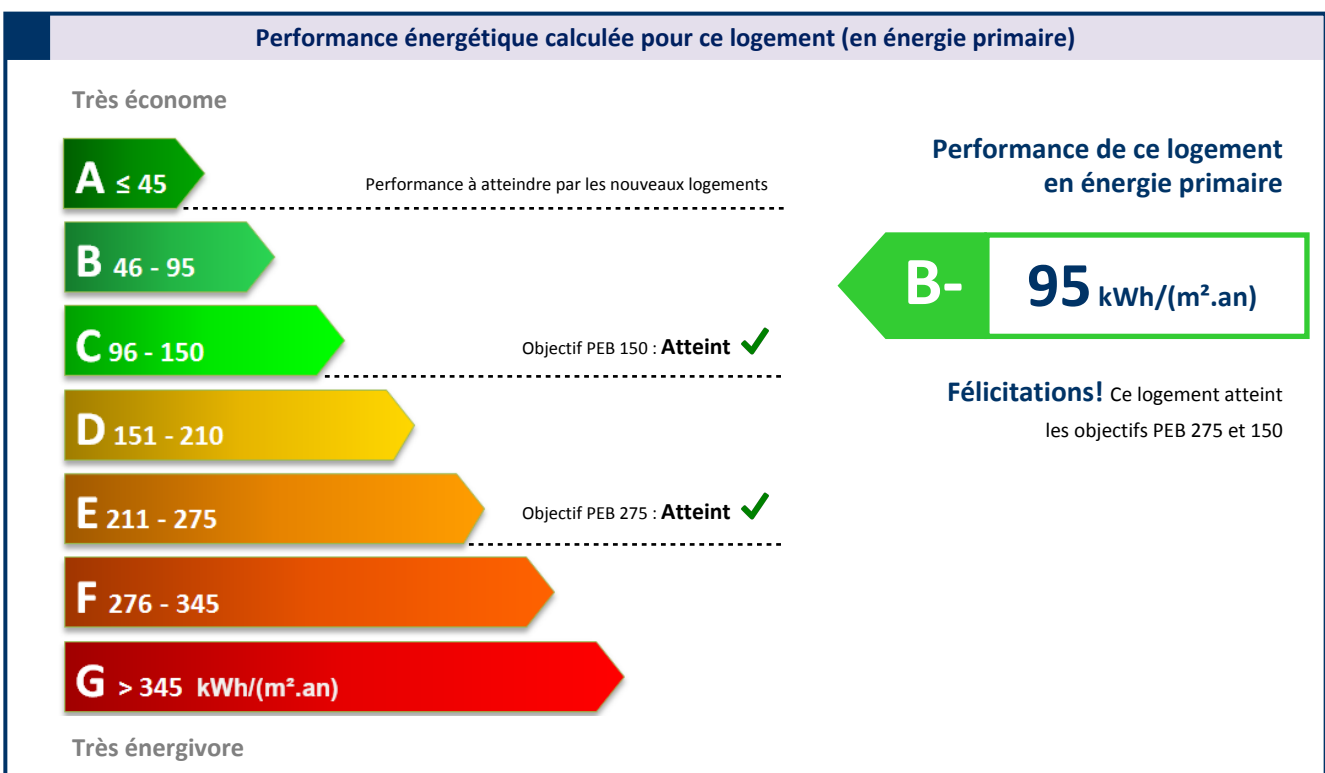 Performance énergétique calculée pour ce logement (en énergie primaire)
Très économe
A ≤ 45
Performance à atteindre par les nouveaux logements
B 46 - 95
C 96 - 150
Objectif PEB 150 : Atteint ✓
D 151 - 210
E 211 - 275
Objectif PEB 275 : Atteint ✓
F 276 - 345
G > 345 kWh/(m².an)
Très énergivore
Performance de ce logement
en énergie primaire
B- 95 kWh/(m².an)
Félicitations! Ce logement atteint
les objectifs PEB 275 et 150